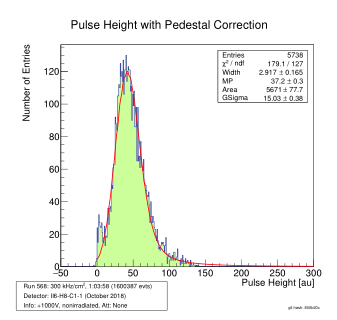 Pulse Height with Pedestal Correction
Number of Entries
Entries 5738
χ² / ndf 179.1 / 127
Width 2.917 ± 0.165
MP 37.2 ± 0.3
Area 5671 ± 77.7
GSigma 15.03 ± 0.38
120
100
80
60
40
20
0
−50 0 50 100 150 200 250 300
Pulse Height [au]
Run 568: 300 kHz/cm², 1:03:58 (1600387 evts)
Detector: II6-H8-C1-1 (October 2018)
Info: +1000V, nonirradiated, Att: None
git hash: